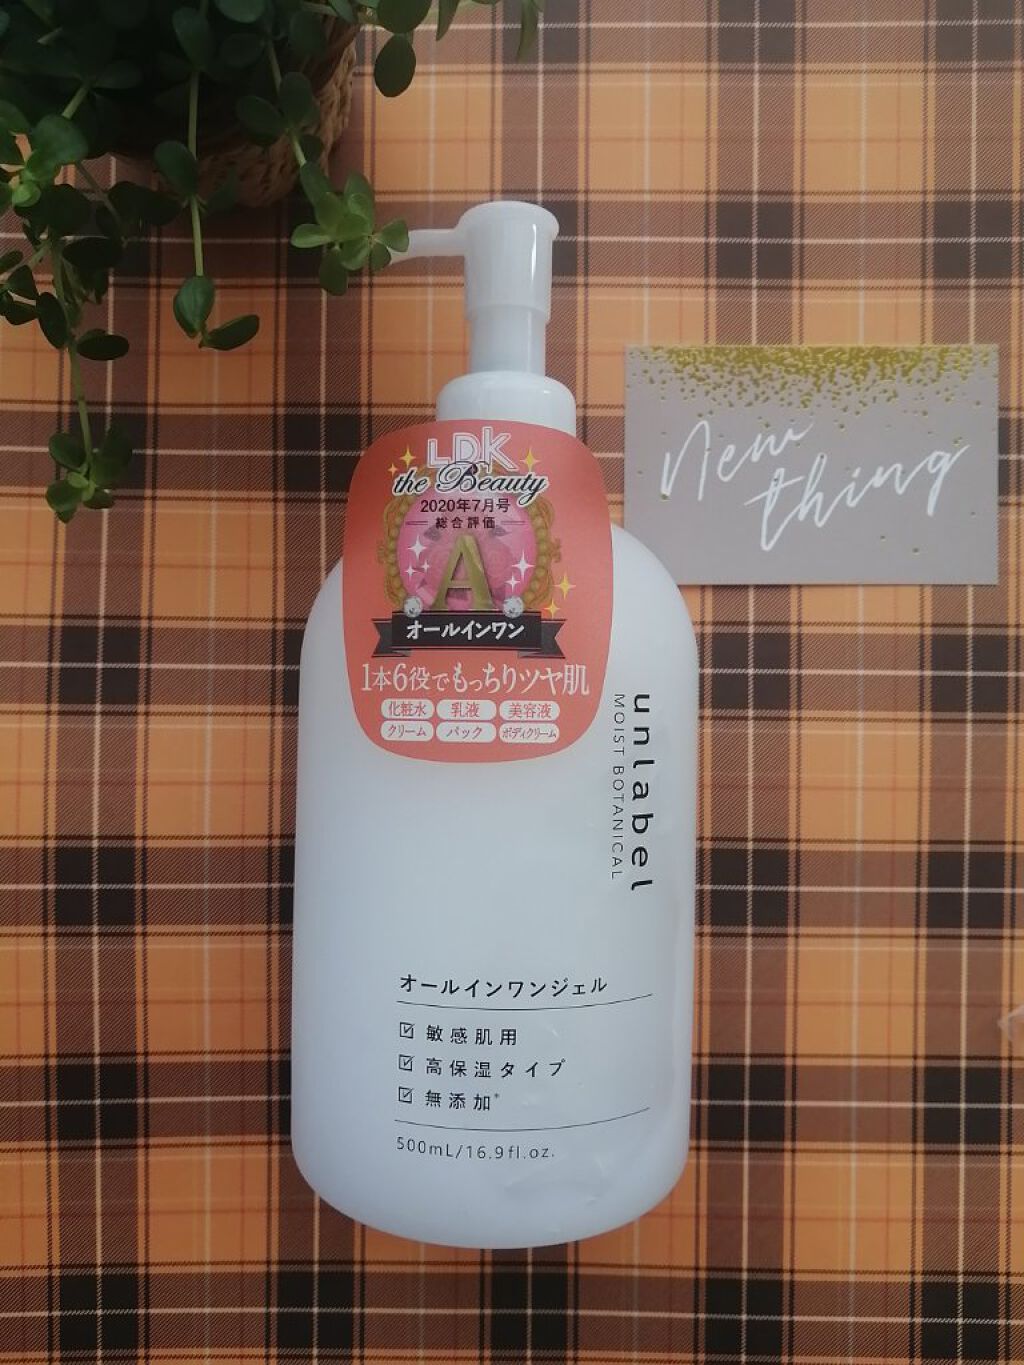 LDK
the Beauty
2020年7月号
総合評価
A
オールインワン
1本6役でもっちりツヤ肌
化粧水 乳液 美容液
クリーム パック ボディクリーム
New
thing
unlabel
MOIST BOTANICAL
オールインワンジェル
敏感肌用
高保湿タイプ
無添加*
500mL/16.9fl.oz.